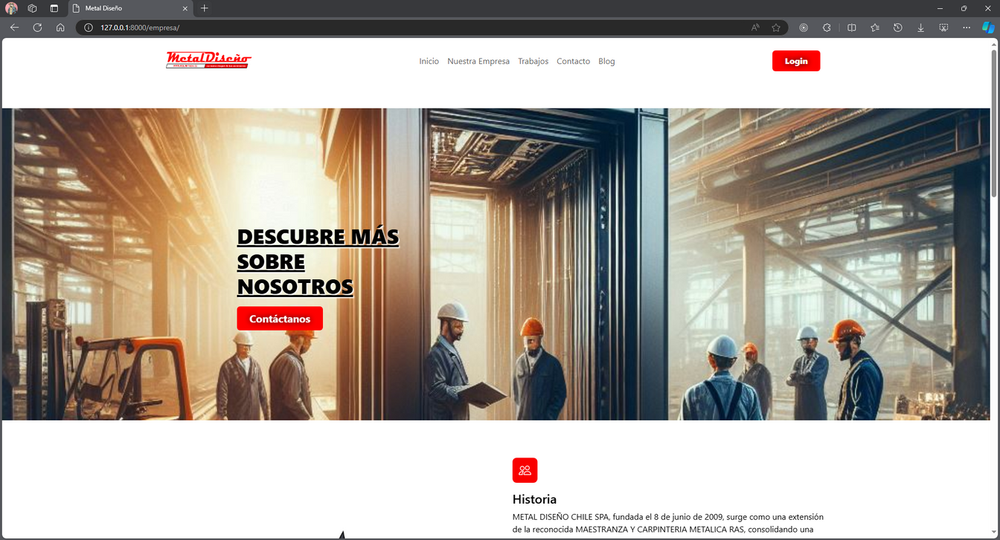 Metal Diseño
127.0.0.1:8000/empresa/
MetalDiseño
Inicio Nuestra Empresa Trabajos Contacto Blog
Login
DESCUBRE MÁS
SOBRE
NOSOTROS
Contáctanos
Historia
METAL DISEÑO CHILE SPA, fundada el 8 de junio de 2009, surge como una extensión
de la reconocida MAESTRANZA Y CARPINTERIA METALICA RAS, consolidando una